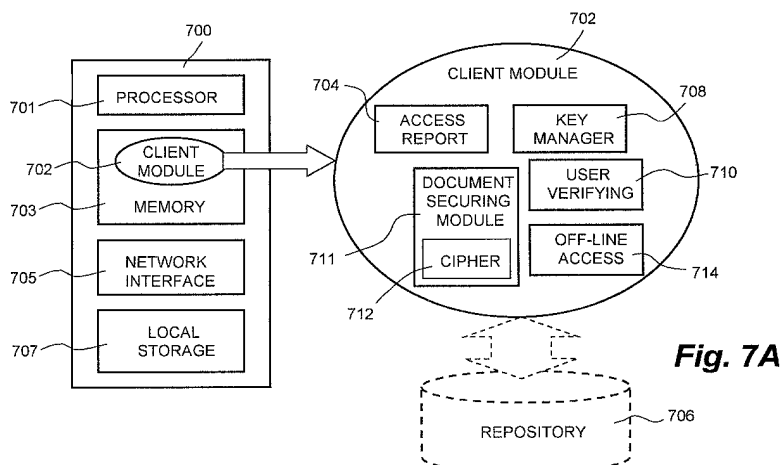 700
701
PROCESSOR
702
CLIENT
MODULE
703
MEMORY
705
NETWORK
INTERFACE
707
LOCAL
STORAGE
702
CLIENT MODULE
704
ACCESS
REPORT
708
KEY
MANAGER
DOCUMENT
SECURING
MODULE
711
CIPHER
712
USER
VERIFYING
710
OFF-LINE
ACCESS
714
Fig. 7A
REPOSITORY
706